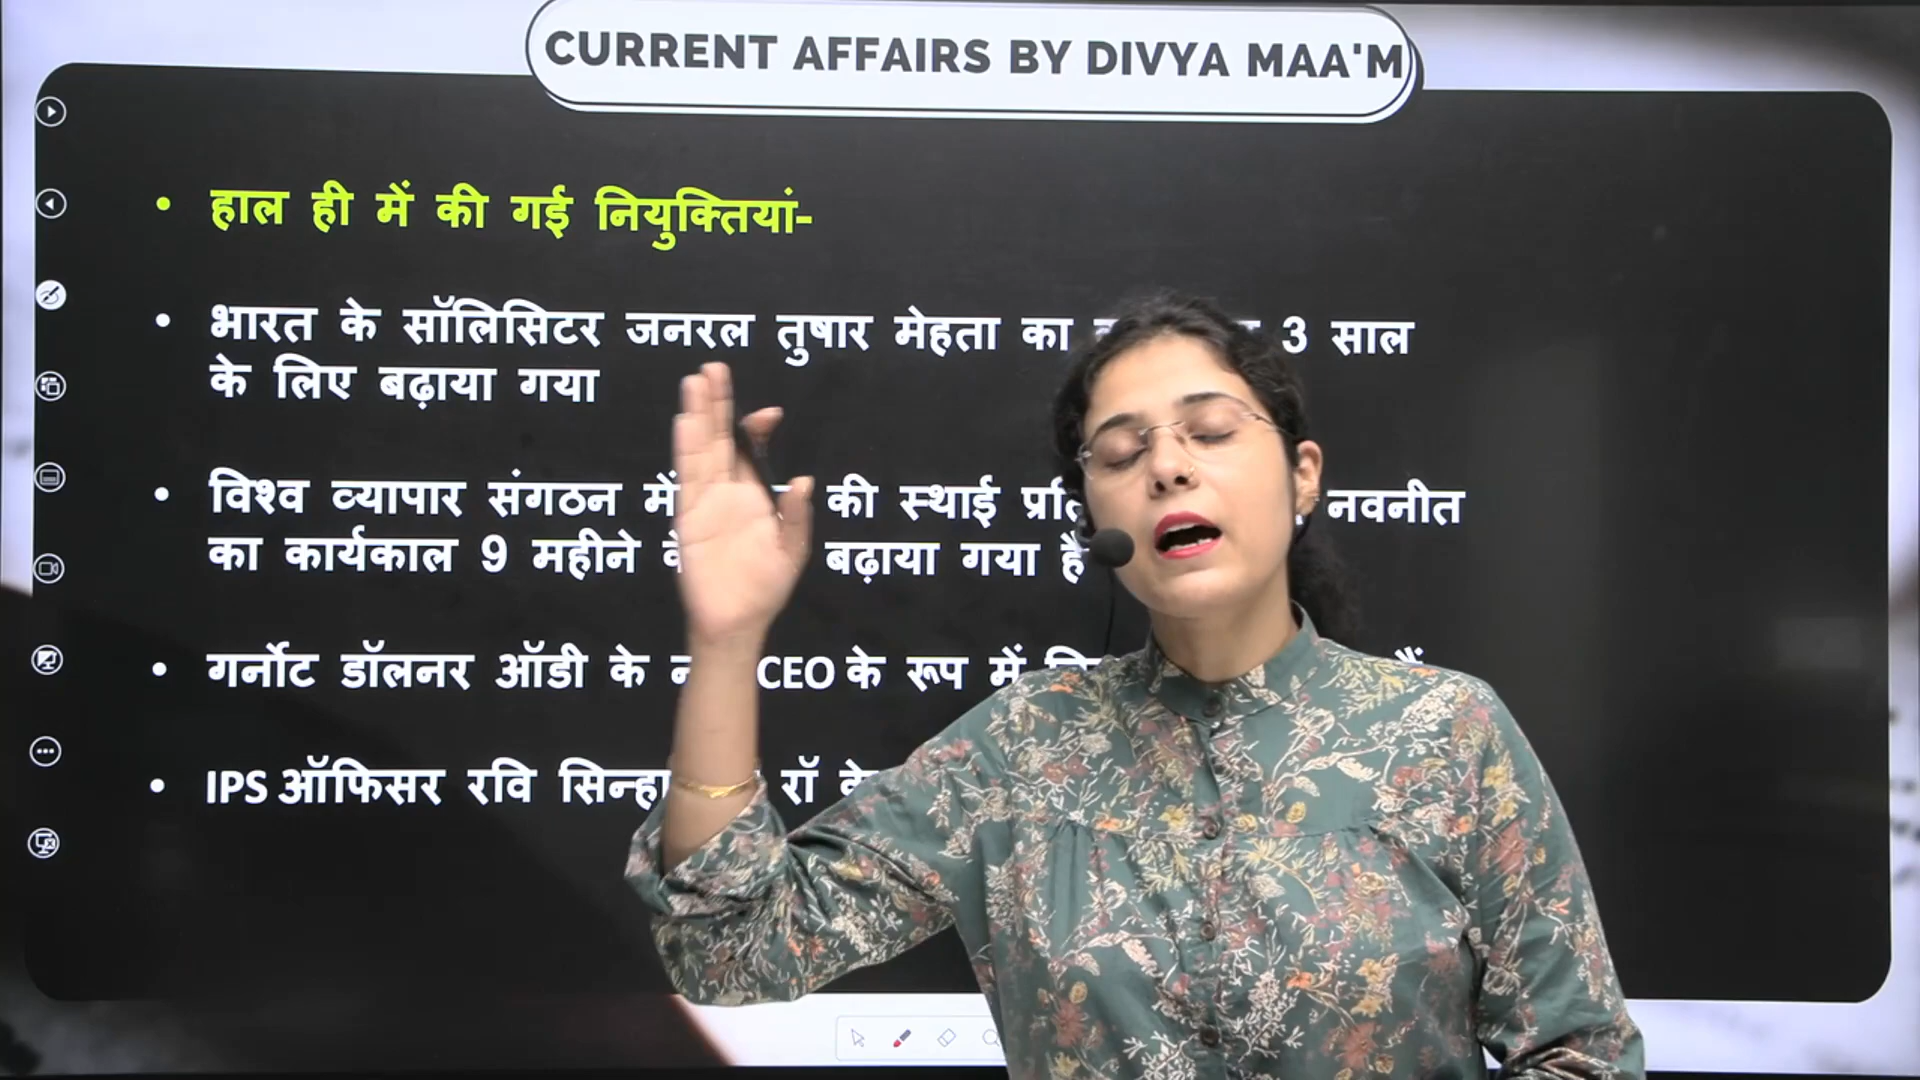 CURRENT AFFAIRS BY DIVYA MAA'M
• हाल ही में की गई नियुक्तियां-
• भारत के सॉलिसिटर जनरल तुषार मेहता का 3 साल
के लिए बढ़ाया गया
• विश्व व्यापार संगठन में की स्थाई नवनीत
का कार्यकाल 9 महीने बढ़ाया गया है
• गर्नोट डॉलनर ऑडी के CEO के रूप में
• IPS ऑफिसर रवि सिन्हा रॉ